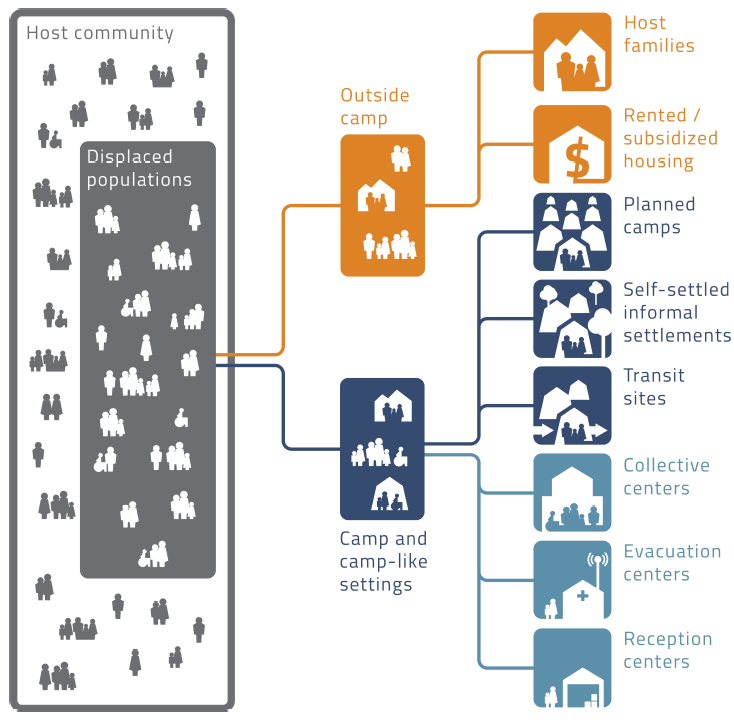 Host community
Displaced
populations
Outside
camp
Camp and
camp-like
settings
Host
families
Rented /
subsidized
housing
$
Planned
camps
Self-settled
informal
settlements
Transit
sites
Collective
centers
Evacuation
centers
Reception
centers